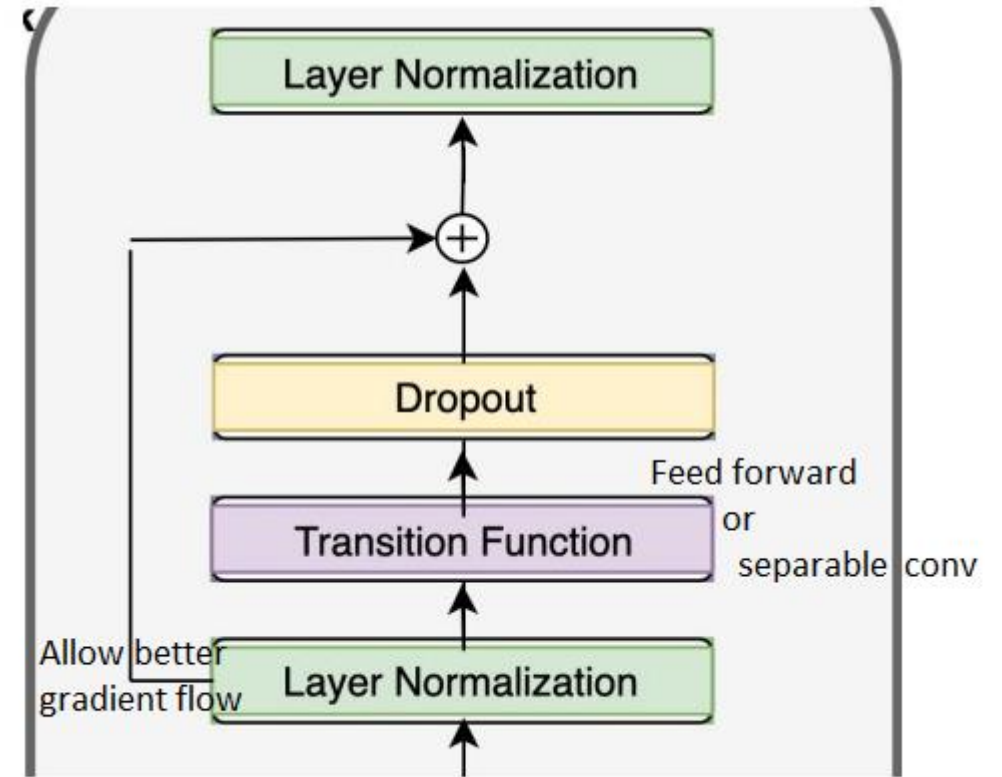 Layer Normalization
Dropout
Feed forward
or
Transition Function
separable conv
Allow better
gradient flow
Layer Normalization